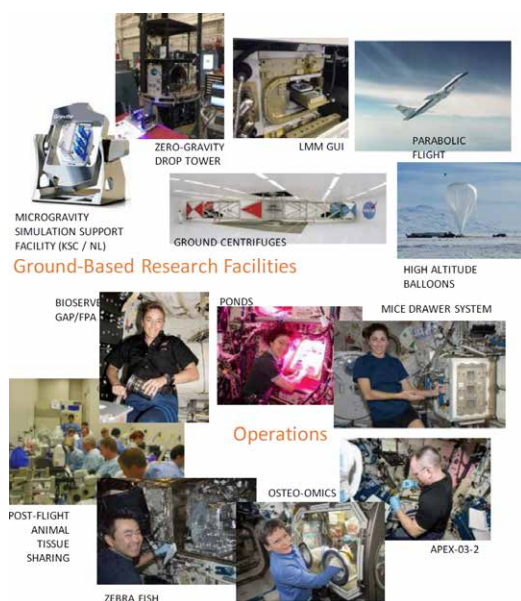 ZERO-GRAVITY
DROP TOWER
LMM GUI
PARABOLIC
FLIGHT
MICROGRAVITY
SIMULATION SUPPORT
FACILITY (KSC / NL)
GROUND CENTRIFUGES
NASA
HIGH ALTITUDE
BALLOONS
Ground-Based Research Facilities
BIOSERVE
GAP/FPA
PONDS
MICE DRAWER SYSTEM
Operations
POST-FLIGHT
ANIMAL
TISSUE
SHARING
OSTEO-OMICS
APEX-03-2
ZEBRA FISH